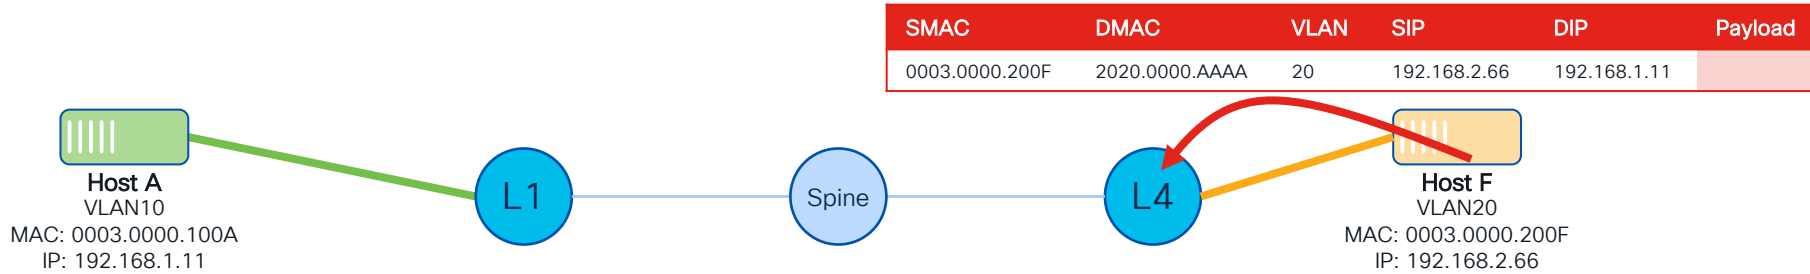 SMAC DMAC VLAN SIP DIP Payload
0003.0000.200F 2020.0000.AAAA 20 192.168.2.66 192.168.1.11
Host A
VLAN10
MAC: 0003.0000.100A
IP: 192.168.1.11
L1
Spine
L4
Host F
VLAN20
MAC: 0003.0000.200F
IP: 192.168.2.66